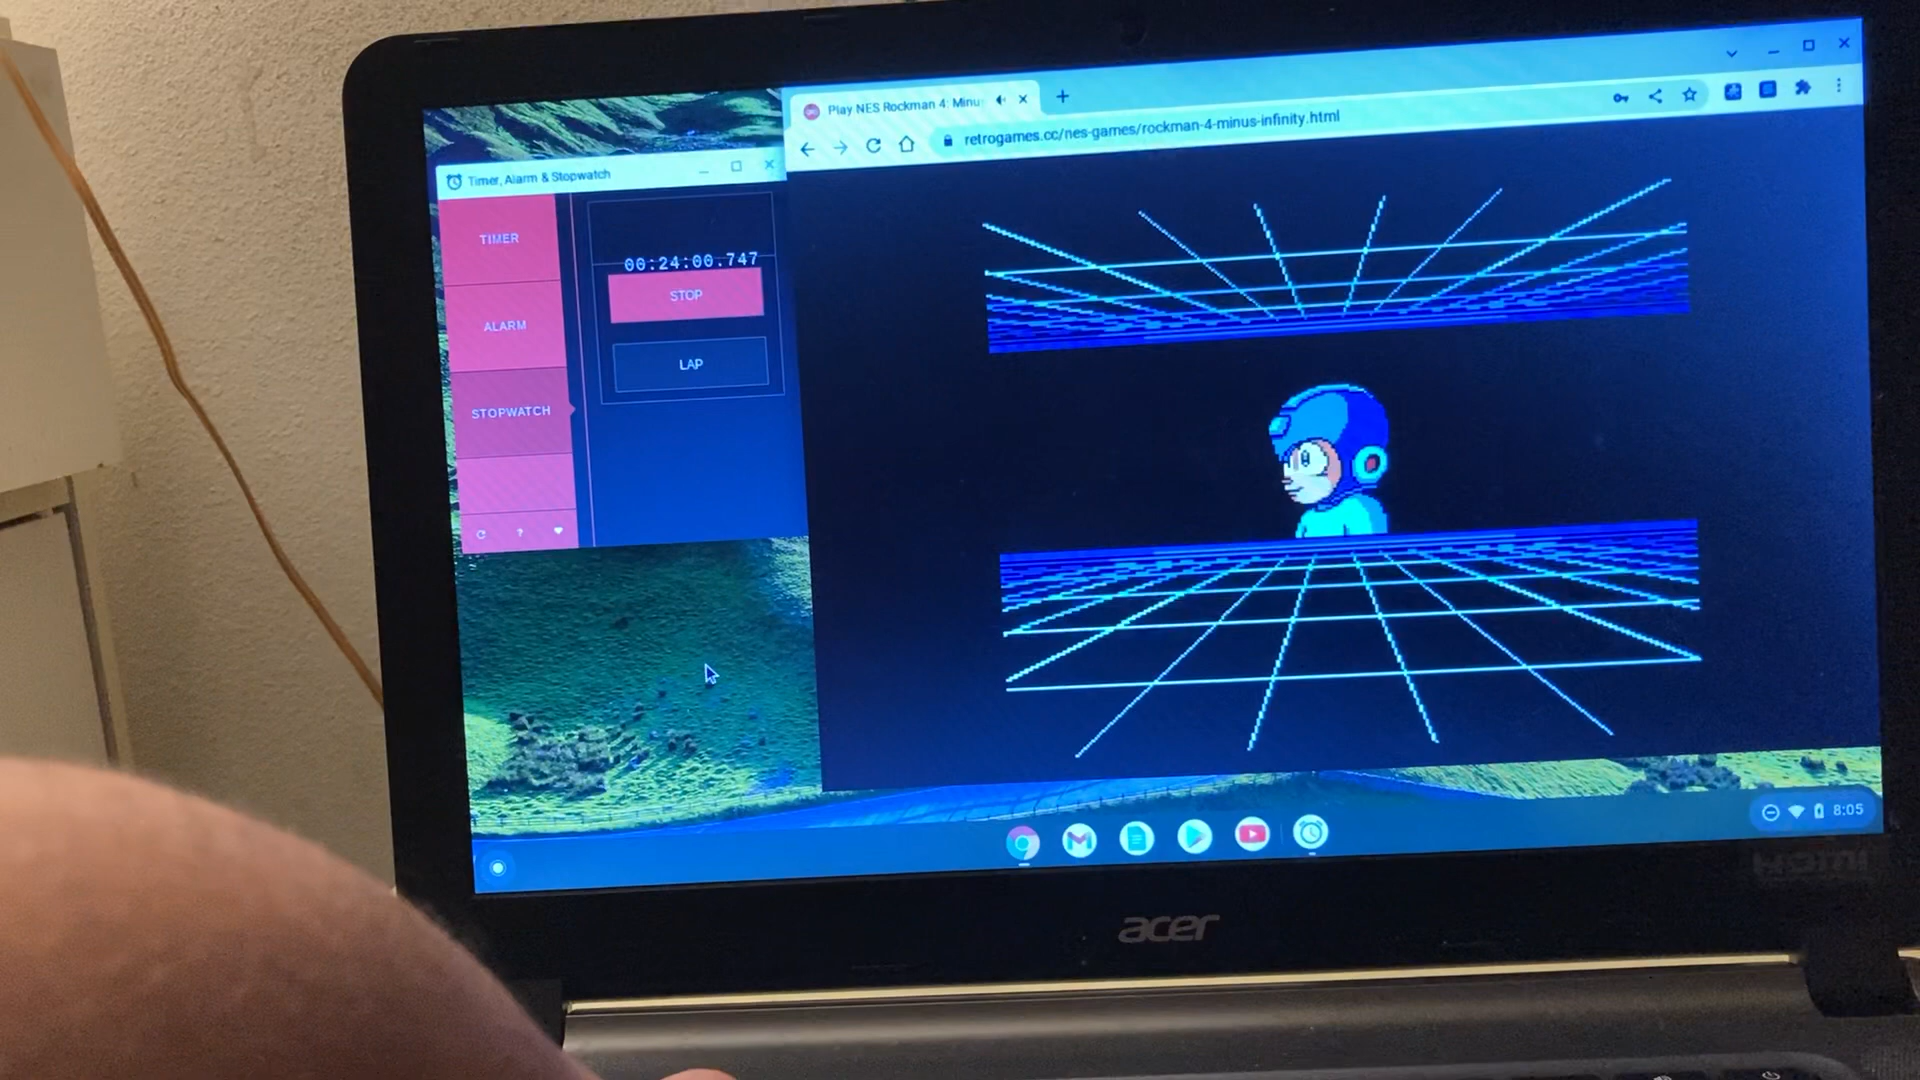 Play NES Rockman 4: Minu
retrogames.cc/nes-games/rockman-4-minus-infinity.html
Timer, Alarm & Stopwatch
TIMER
00:24:00.747
STOP
ALARM
LAP
STOPWATCH
?
8:05
HDMI
acer